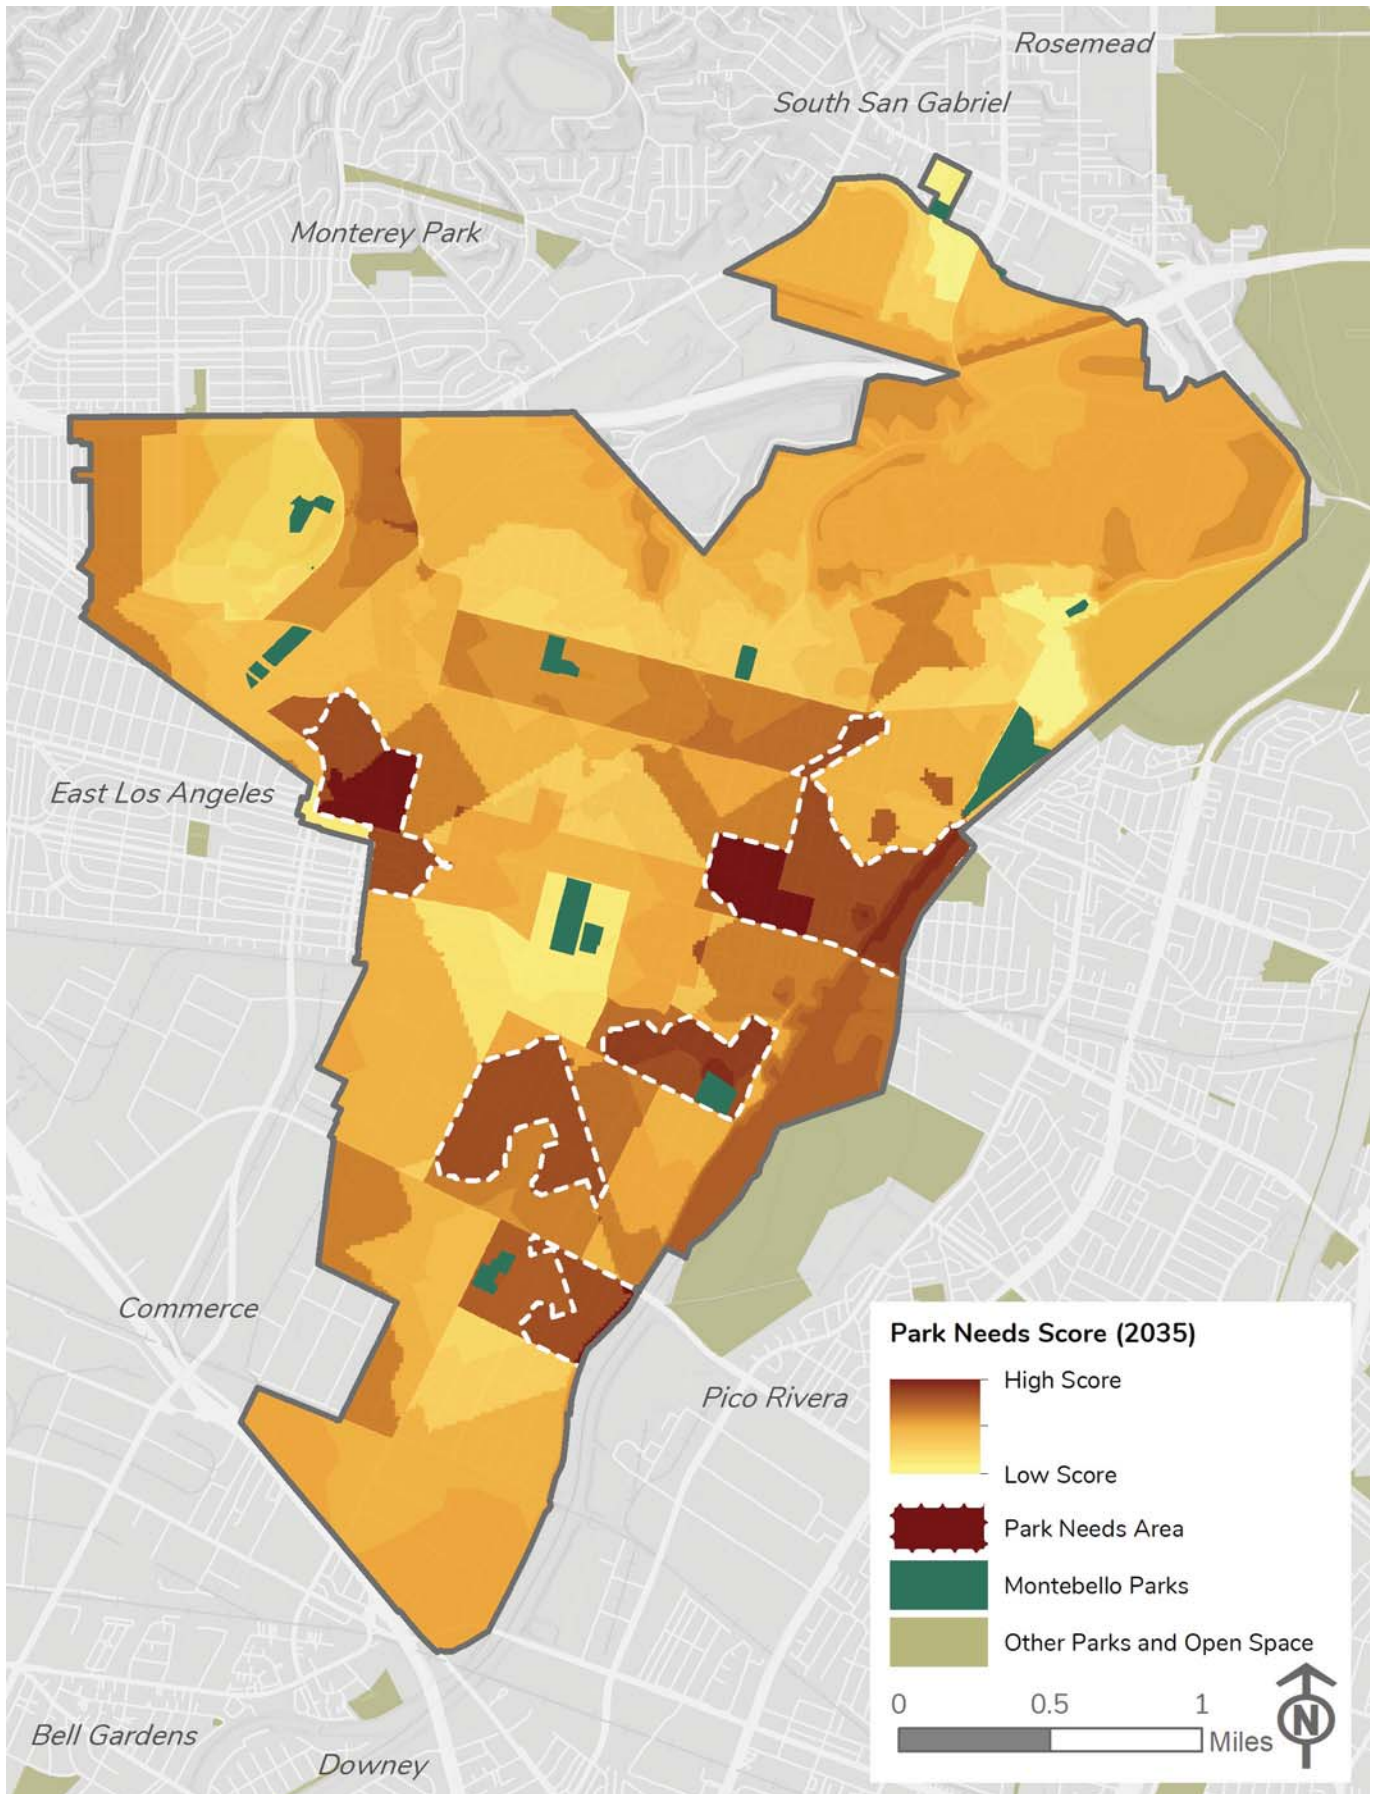 Rosemead
South San Gabriel
Monterey Park
East Los Angeles
Commerce
Pico Rivera
Bell Gardens
Downey
Park Needs Score (2035)
High Score
Low Score
Park Needs Area
Montebello Parks
Other Parks and Open Space
0 0.5 1
Miles
N